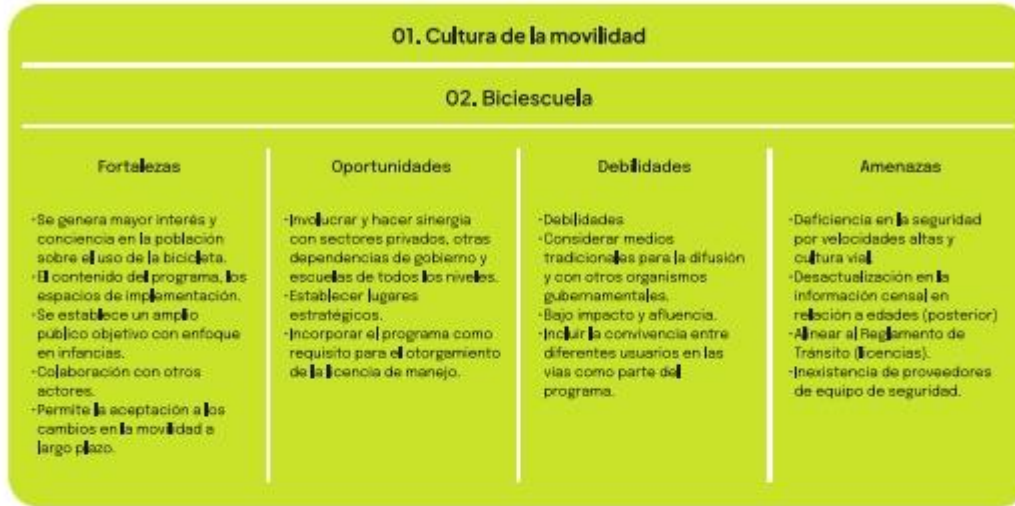 01. Cultura de la movilidad
02. Biciescuela
Fortalezas
-Se genera mayor interés y
conciencia en la población
sobre el uso de la bicicleta.
-El contenido del programa, los
espacios de implementación.
-Se establece un amplio
público objetivo con enfoque
en infancias.
-Colaboración con otros
actores.
-Permite la aceptación a los
cambios en la movilidad a
largo plazo.
Oportunidades
-Involucrar y hacer sinergia
con sectores privados, otras
dependencias de gobierno y
escuelas de todos los niveles.
-Establecer lugares
estratégicos.
-Incorporar el programa como
requisito para el otorgamiento
de la licencia de manejo.
Debilidades
-Debilidades
-Considerar medios
tradicionales para la difusión
y con otros organismos
gubernamentales.
-Bajo impacto y afluencia.
-Incluir la convivencia entre
diferentes usuarios en las
vías como parte del
programa.
Amenazas
-Deficiencia en la seguridad
por velocidades altas y
cultura vial.
-Desactualización en la
información censal en
relación a edades (posterior)
-Alinear al Reglamento de
Tránsito (licencias).
-Inexistencia de proveedores
de equipo de seguridad.